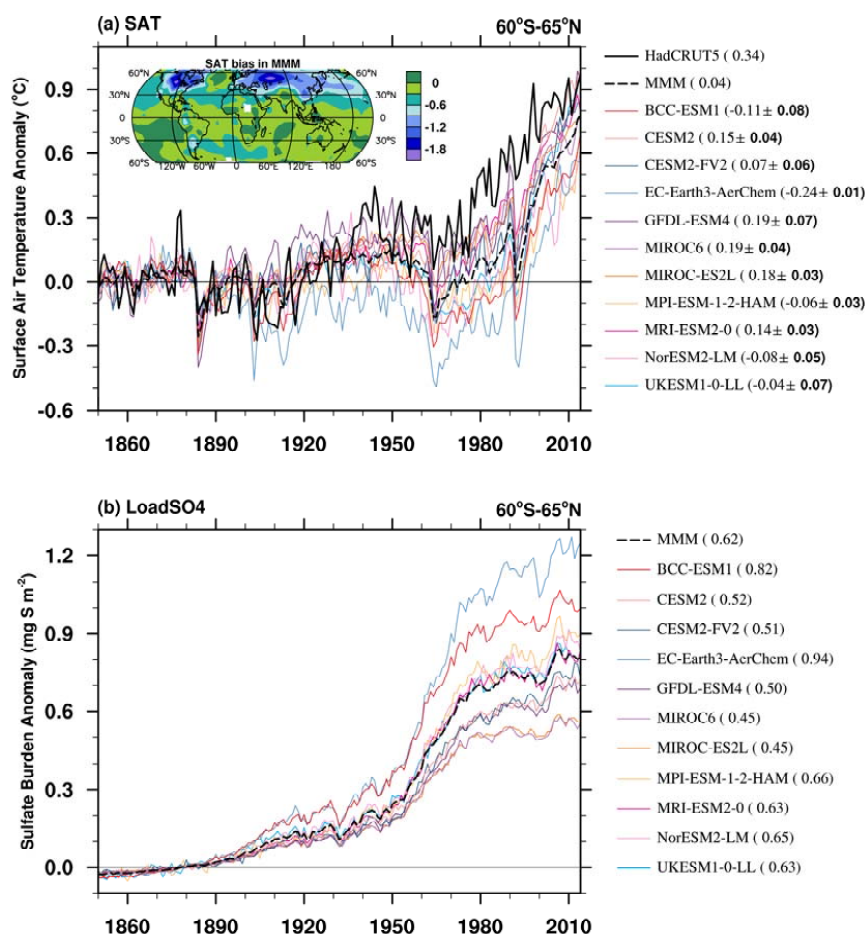 (a) SAT 60°S-65°N
Surface Air Temperature Anomaly (°C)
0.9
0.6
0.3
0.0
-0.3
-0.6
1860 1890 1920 1950 1980 2010
SAT bias in MMM
60°N 60°N
30°N 30°N
0 0
30°S 30°S
60°S 60°S
120°W 60°W 0 60°E 120°E 180
0
-0.6
-1.2
-1.8
HadCRUT5 ( 0.34)
MMM ( 0.04)
BCC-ESM1 (-0.11± 0.08)
CESM2 ( 0.15± 0.04)
CESM2-FV2 ( 0.07± 0.06)
EC-Earth3-AerChem (-0.24± 0.01)
GFDL-ESM4 ( 0.19± 0.07)
MIROC6 ( 0.19± 0.04)
MIROC-ES2L ( 0.18± 0.03)
MPI-ESM-1-2-HAM (-0.06± 0.03)
MRI-ESM2-0 ( 0.14± 0.03)
NorESM2-LM (-0.08± 0.05)
UKESM1-0-LL (-0.04± 0.07)
(b) LoadSO4 60°S-65°N
Sulfate Burden Anomaly (mg S m-2)
1.2
0.9
0.6
0.3
0.0
1860 1890 1920 1950 1980 2010
MMM ( 0.62)
BCC-ESM1 ( 0.82)
CESM2 ( 0.52)
CESM2-FV2 ( 0.51)
EC-Earth3-AerChem ( 0.94)
GFDL-ESM4 ( 0.50)
MIROC6 ( 0.45)
MIROC-ES2L ( 0.45)
MPI-ESM-1-2-HAM ( 0.66)
MRI-ESM2-0 ( 0.63)
NorESM2-LM ( 0.65)
UKESM1-0-LL ( 0.63)